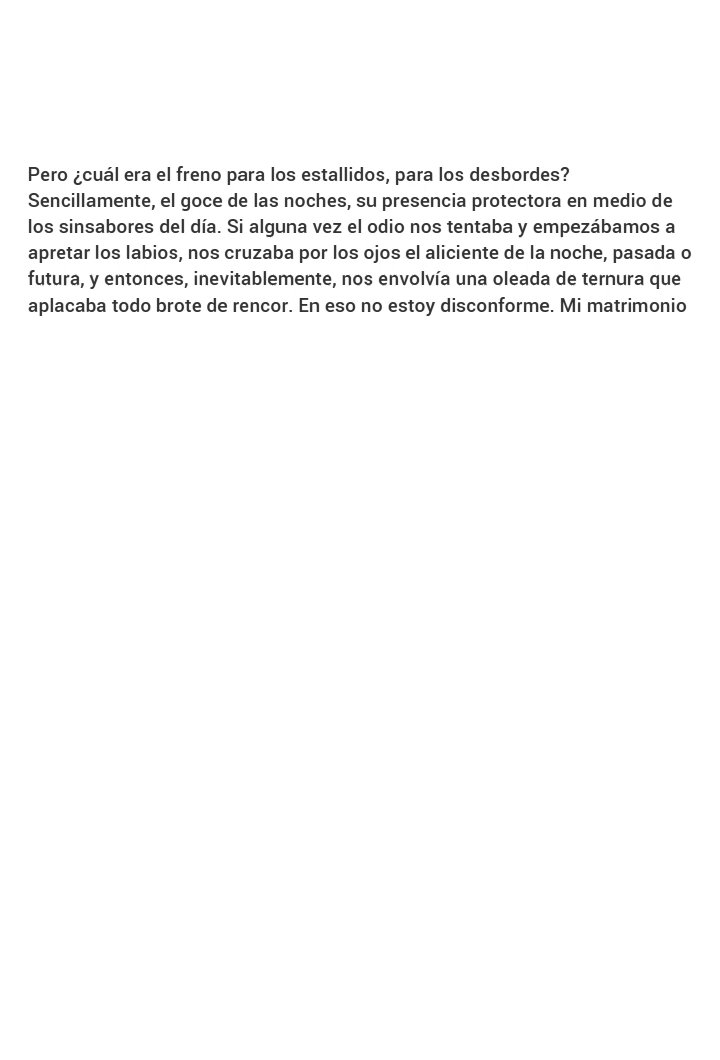 Pero ¿cuál era el freno para los estallidos, para los desbordes?
Sencillamente, el goce de las noches, su presencia protectora en medio de
los sinsabores del día. Si alguna vez el odio nos tentaba y empezábamos a
apretar los labios, nos cruzaba por los ojos el aliciente de la noche, pasada o
futura, y entonces, inevitablemente, nos envolvía una oleada de ternura que
aplacaba todo brote de rencor. En eso no estoy disconforme. Mi matrimonio